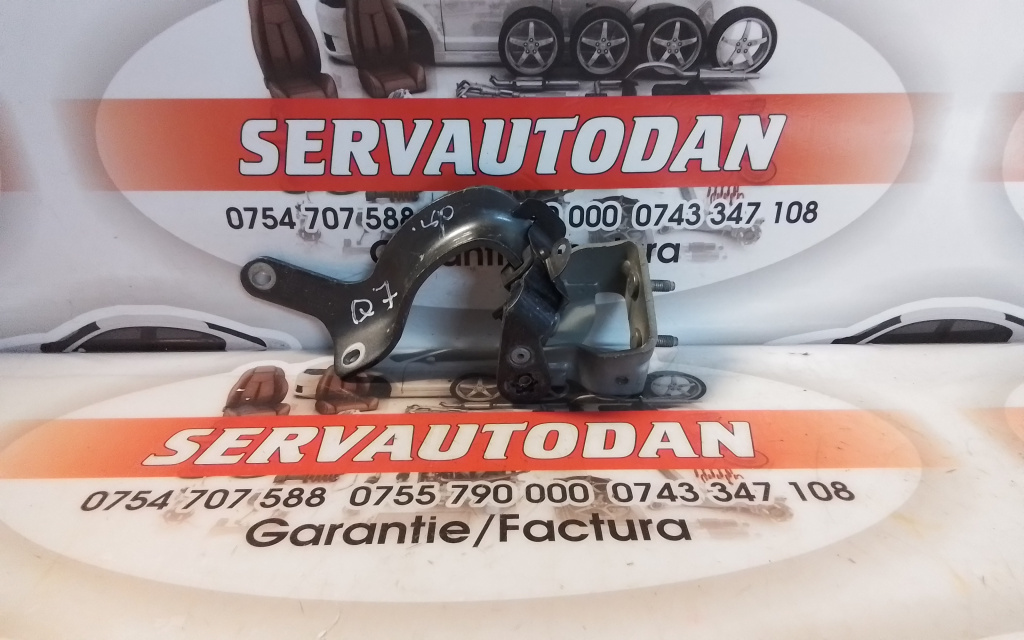 SERVAUTODAN
0754 707 588 000 0743 347 108
Q7
SERVAUTODAN
0754 707 588 0755 790 000 0743 347 108
Garantie/Factura